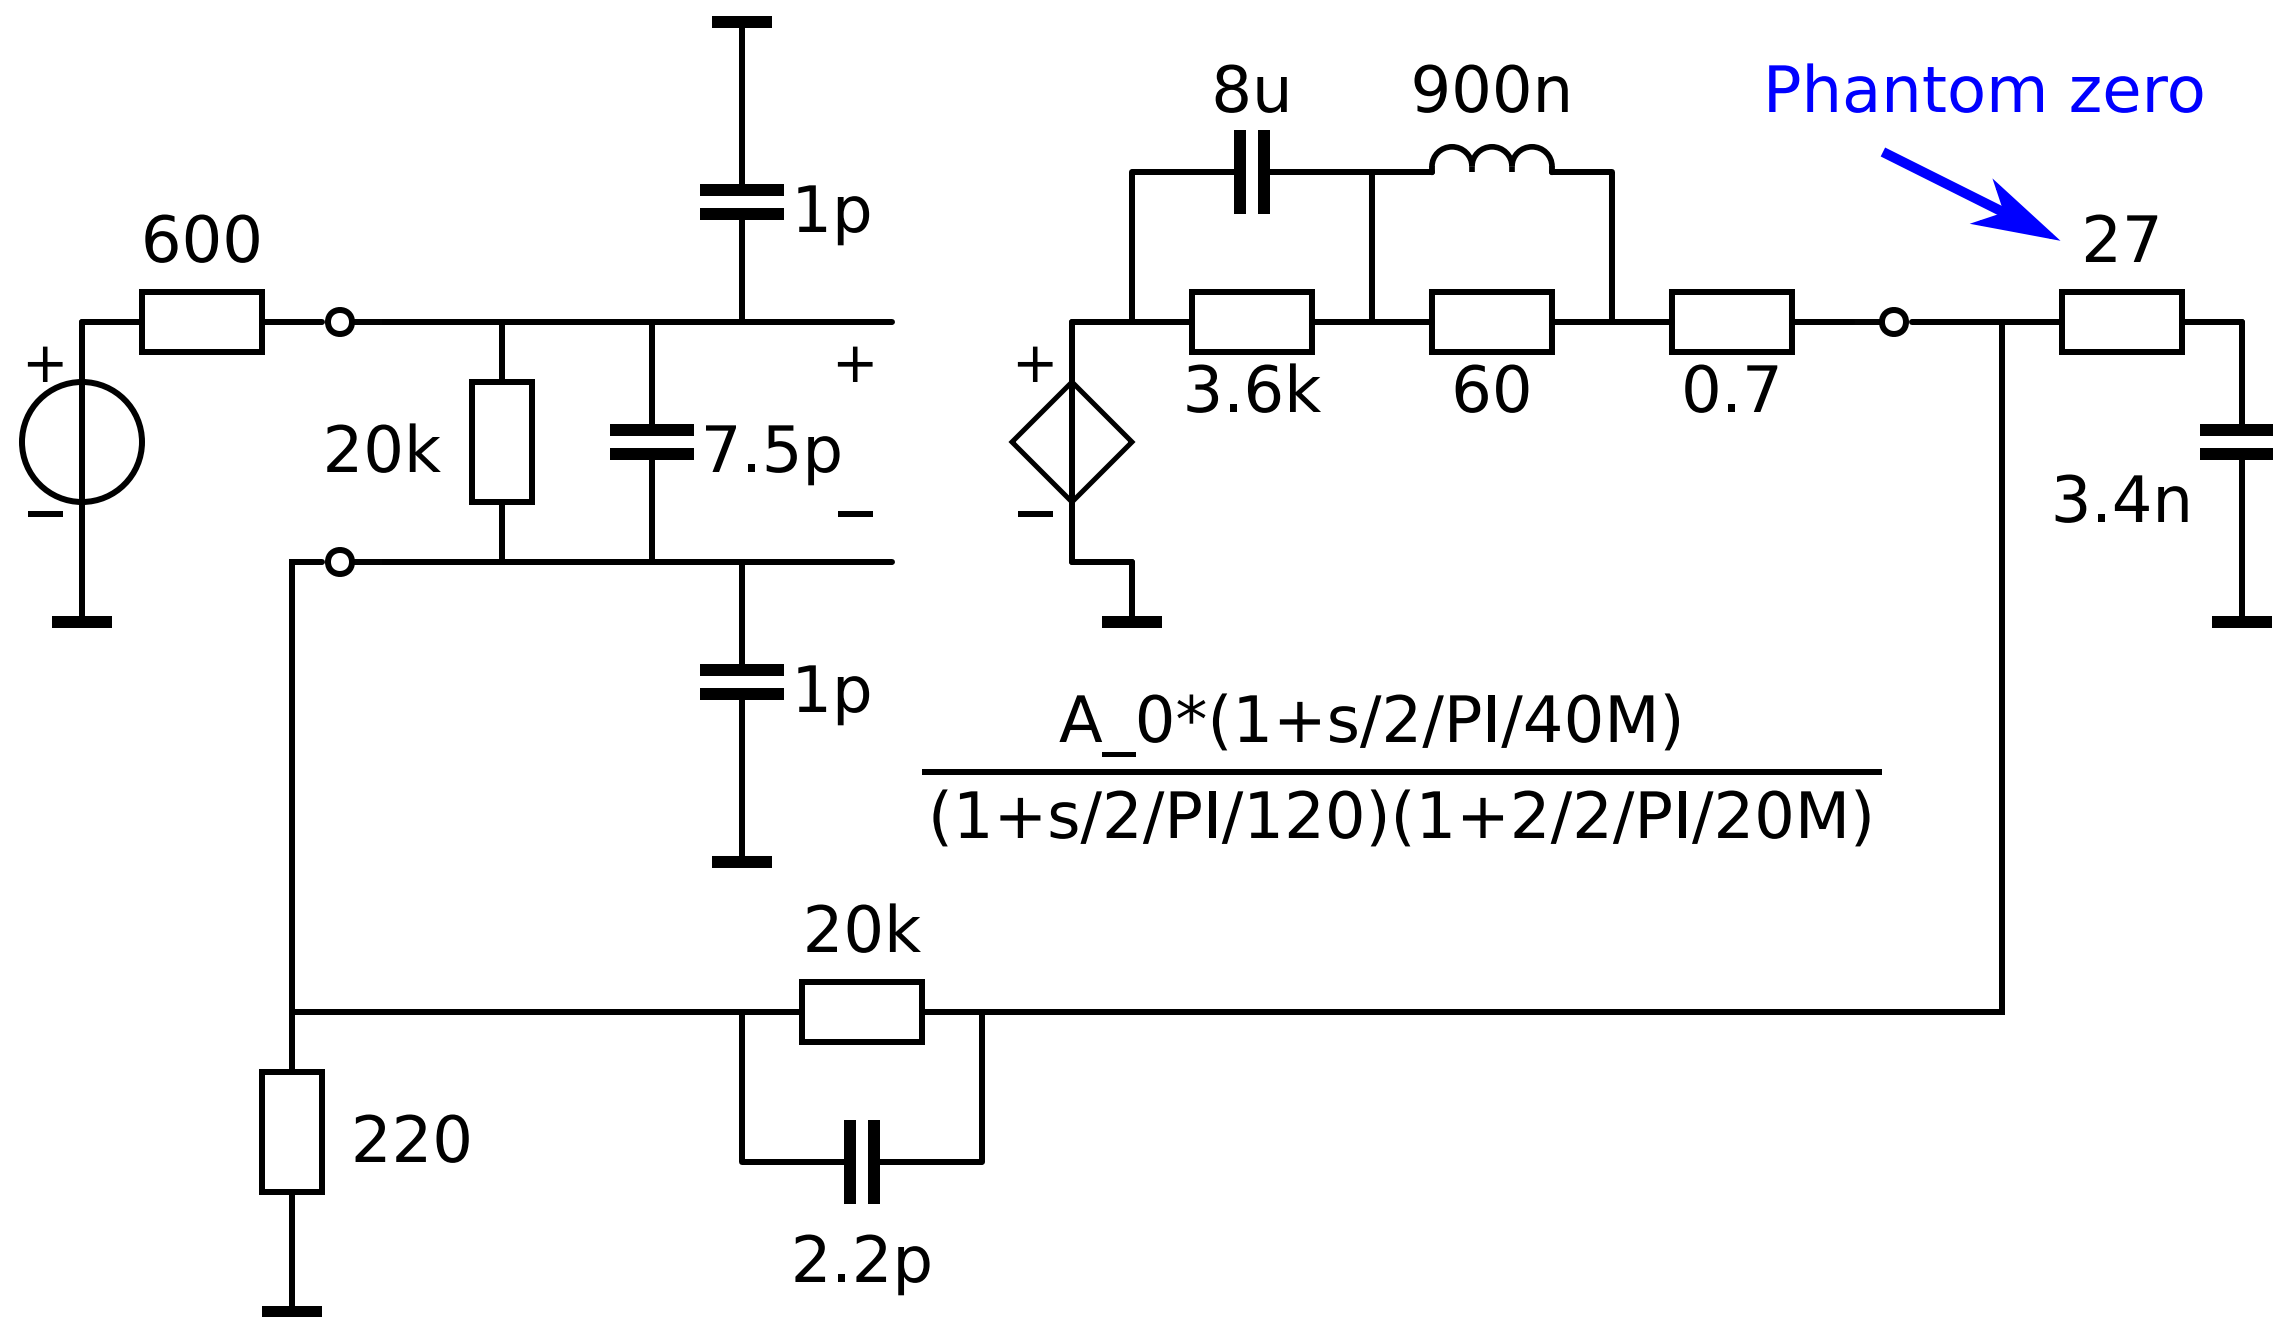 8u
900n
Phantom zero
1p
600
27
+
+
+
3.6k
60
0.7
20k
7.5p
−
−
−
3.4n
1p
A_0*(1+s/2/PI/40M)
(1+s/2/PI/120)(1+2/2/PI/20M)
20k
220
2.2p